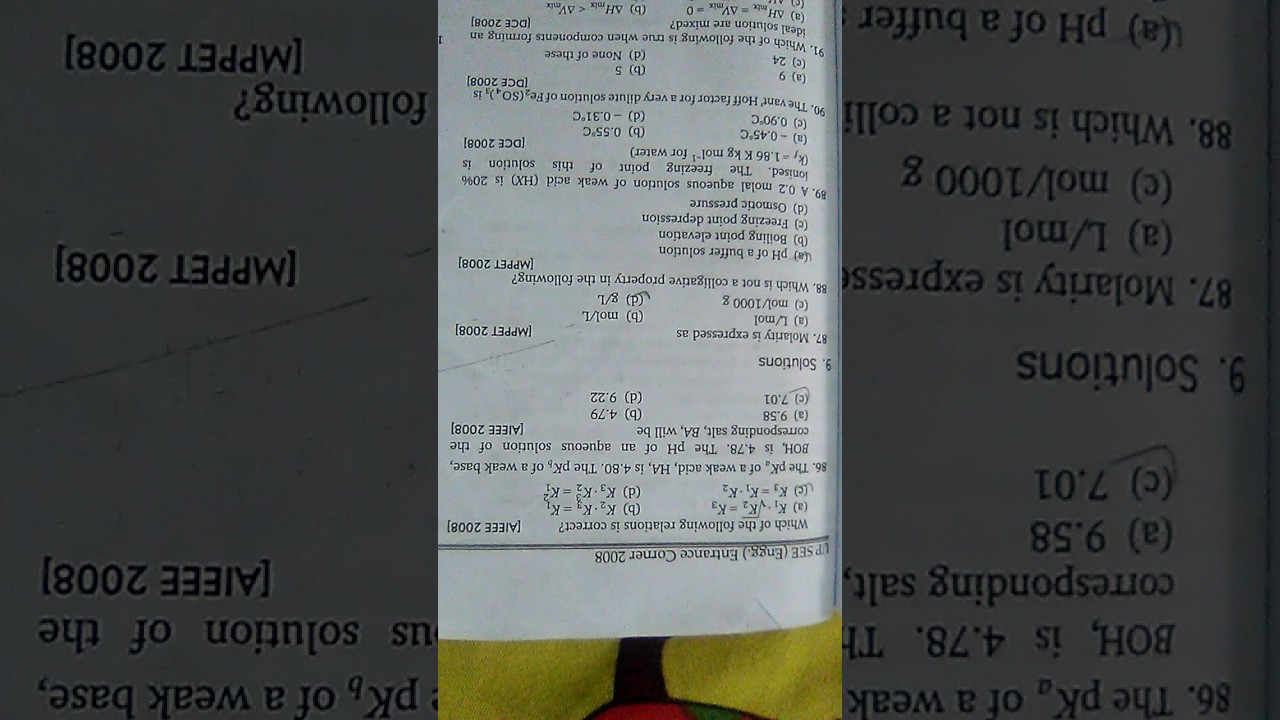 UP SEE (Engg.) Entrance Corner 2008
Which of the following relations is correct? [AIEEE 2008]
(a) K₁·√K₂ = K₃ (b) K₂·K₃³ = K₁
(c) K₃ = K₁·K₂ (d) K₃·K₂³ = K₁²
86. The pKₐ of a weak acid, HA, is 4.80. The pK_b of a weak base,
BOH, is 4.78. The pH of an aqueous solution of the
corresponding salt, BA, will be [AIEEE 2008]
(a) 9.58 (b) 4.79
(c) 7.01 (d) 9.22
9. Solutions
87. Molarity is expressed as [MPPET 2008]
(a) L/mol (b) mol/L
(c) mol/1000 g (d) g/L
88. Which is not a colligative property in the following?
[MPPET 2008]
(a) pH of a buffer solution
(b) Boiling point elevation
(c) Freezing point depression
(d) Osmotic pressure
89. A 0.2 molal aqueous solution of weak acid (HX) is 20%
ionised. The freezing point of this solution is
(k_f = 1.86 K kg mol⁻¹ for water) [DCE 2008]
(a) – 0.45°C (b) 0.55°C
(c) 0.90°C (d) – 0.31°C
90. The vant' Hoff factor for a very dilute solution of Fe₂(SO₄)₃ is
[DCE 2008]
(a) 9 (b) 5
(c) 24 (d) None of these
91. Which of the following is true when components forming an
ideal solution are mixed? [DCE 2008]
(a) ΔH_mix = ΔV_mix = 0 (b) ΔH_mix < ΔV_mix